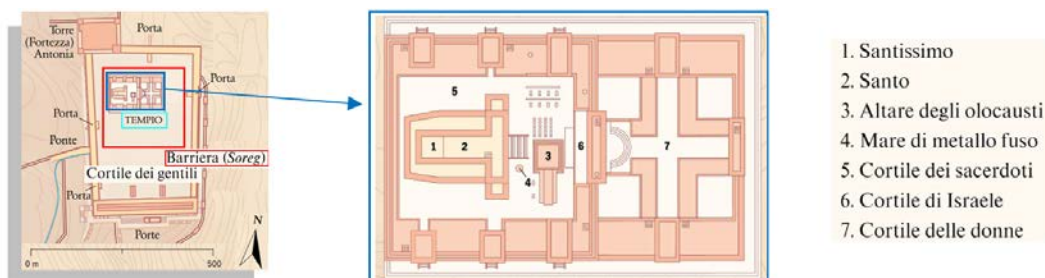 Torre
(Fortezza)
Antonia
Porta
Porta
TEMPIO
Porta
Ponte
Barriera (Soreg)
Cortile dei gentili
Porta
Porte
N
0 m
500
5
1
2
3
4
6
7
1. Santissimo
2. Santo
3. Altare degli olocausti
4. Mare di metallo fuso
5. Cortile dei sacerdoti
6. Cortile di Israele
7. Cortile delle donne